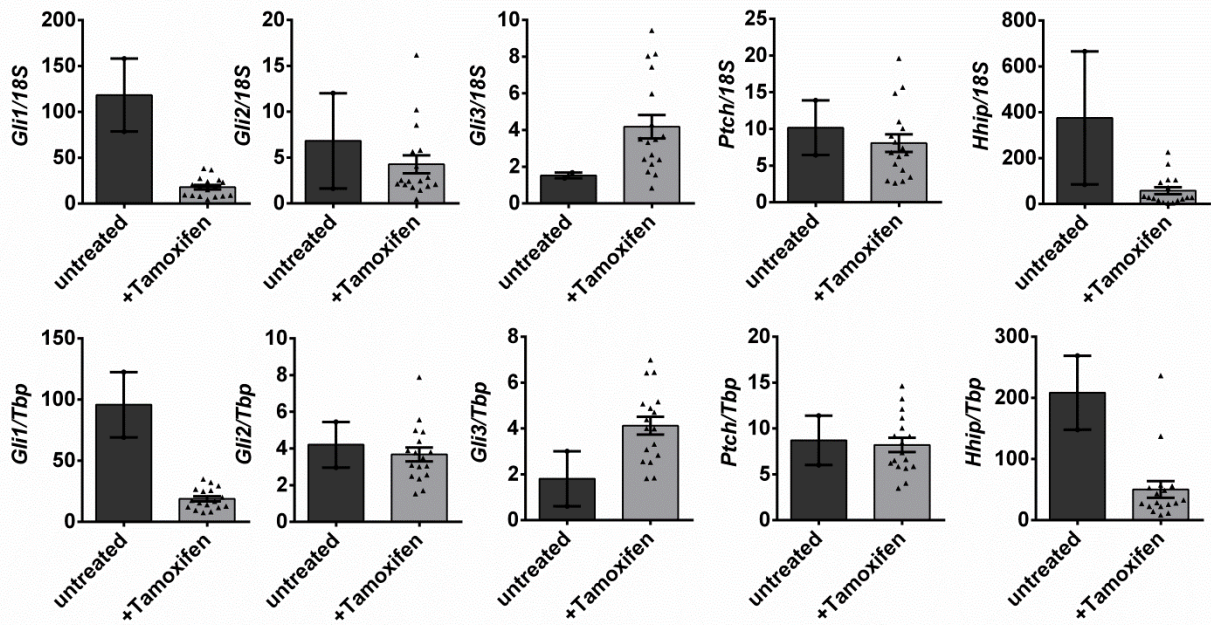 Gli1/18S
200
150
100
50
0
untreated
+Tamoxifen
Gli2/18S
20
15
10
5
0
untreated
+Tamoxifen
Gli3/18S
10
8
6
4
2
0
untreated
+Tamoxifen
Ptch/18S
25
20
15
10
5
0
untreated
+Tamoxifen
Hhip/18S
800
600
400
200
0
untreated
+Tamoxifen
Gli1/Tbp
150
100
50
0
untreated
+Tamoxifen
Gli2/Tbp
10
8
6
4
2
0
untreated
+Tamoxifen
Gli3/Tbp
8
6
4
2
0
untreated
+Tamoxifen
Ptch/Tbp
20
15
10
5
0
untreated
+Tamoxifen
Hhip/Tbp
300
200
100
0
untreated
+Tamoxifen